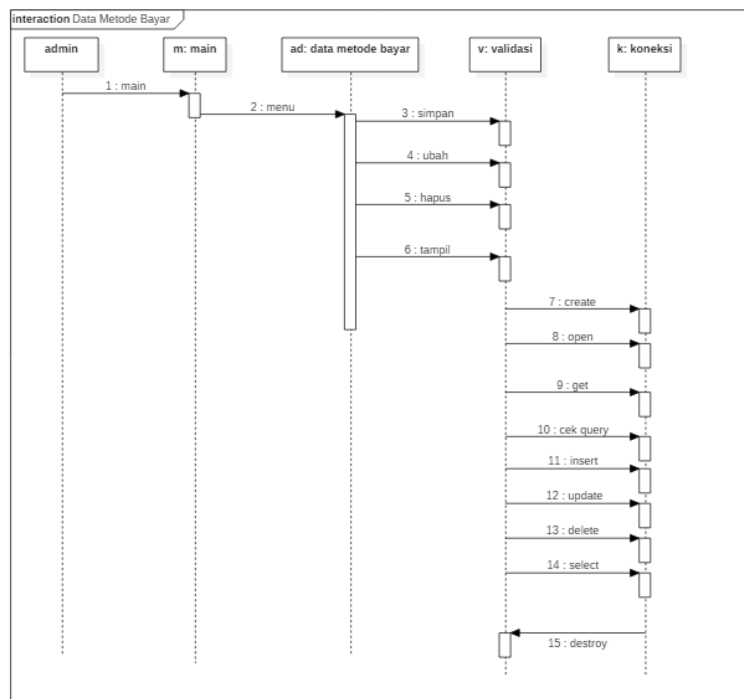 interaction Data Metode Bayar
admin
m: main
ad: data metode bayar
v: validasi
k: koneksi
1 : main
2 : menu
3 : simpan
4 : ubah
5 : hapus
6 : tampil
7 : create
8 : open
9 : get
10 : cek query
11 : insert
12 : update
13 : delete
14 : select
15 : destroy